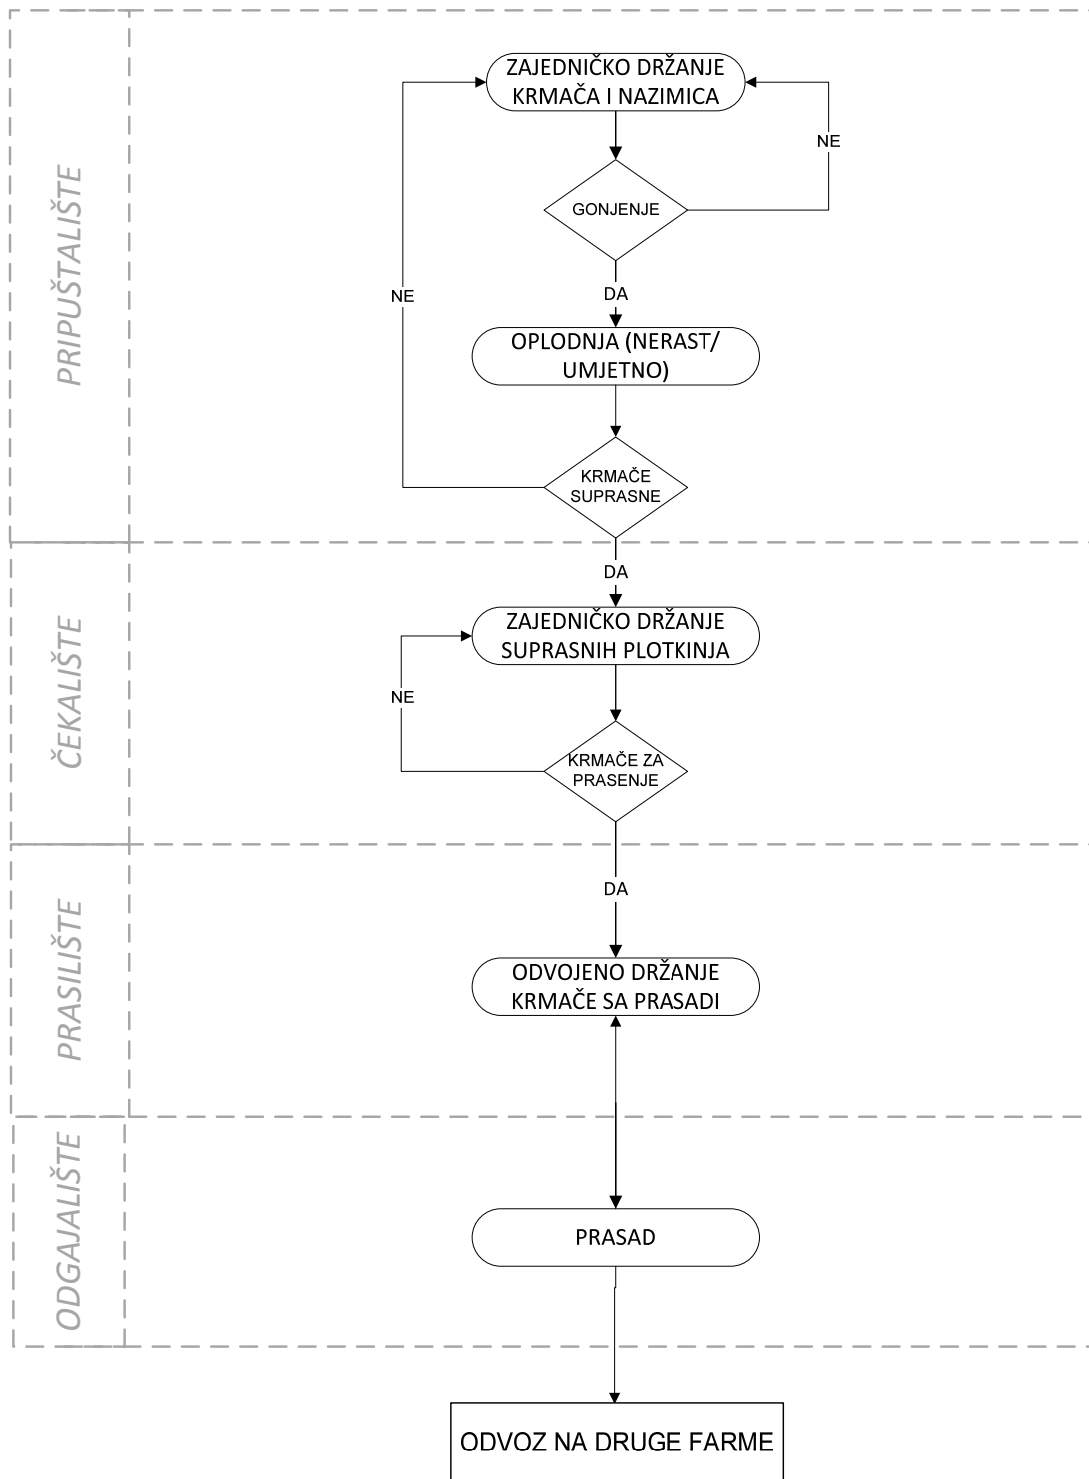 PRIPUŠTALIŠTE
ZAJEDNIČKO DRŽANJE
KRMAČA I NAZIMICA
NE
GONJENJE
NE
DA
OPLODNJA (NERAST/
UMJETNO)
KRMAČE
SUPRASNE
DA
ČEKALIŠTE
ZAJEDNIČKO DRŽANJE
SUPRASNIH PLOTKINJA
NE
KRMAČE ZA
PRASENJE
DA
PRASILIŠTE
ODVOJENO DRŽANJE
KRMAČE SA PRASADI
ODGAJALIŠTE
PRASAD
ODVOZ NA DRUGE FARME